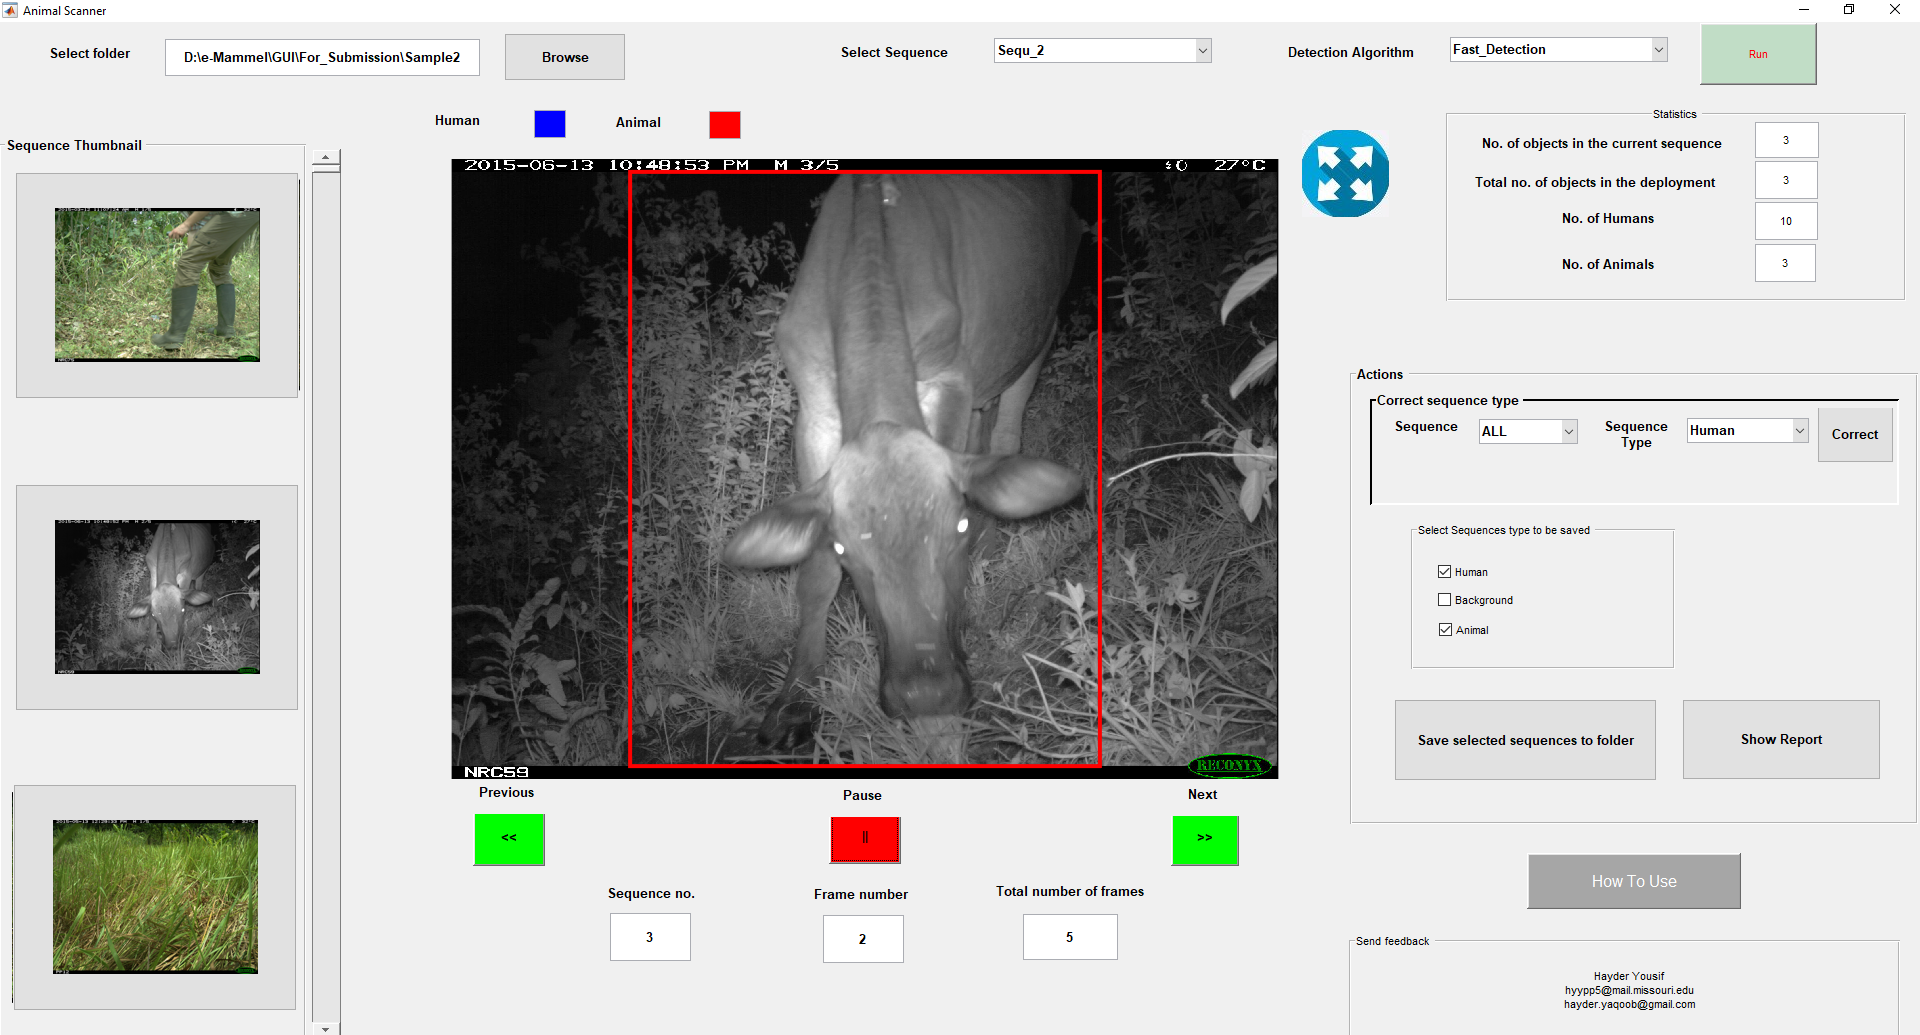 Animal Scanner
Select folder
D:\e-Mammel\GUI\For_Submission\Sample2
Browse
Select Sequence
Sequ_2
Detection Algorithm
Fast_Detection
Run
Human
Animal
Sequence Thumbnail
2015-06-13 10:48:53 PM M 3/5
27°C
NRC59
RECONYX
Previous
<<
Pause
||
Next
>>
Sequence no.
3
Frame number
2
Total number of frames
5
Statistics
No. of objects in the current sequence
3
Total no. of objects in the deployment
3
No. of Humans
10
No. of Animals
3
Actions
Correct sequence type
Sequence
ALL
Sequence
Type
Human
Correct
Select Sequences type to be saved
Human
Background
Animal
Save selected sequences to folder
Show Report
How To Use
Send feedback
Hayder Yousif
hyypp5@mail.missouri.edu
hayder.yaqoob@gmail.com